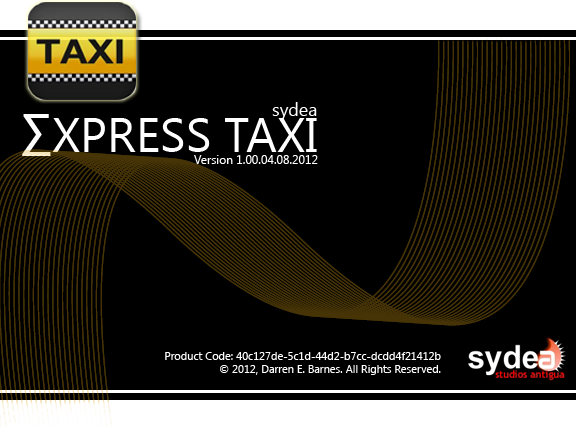 TAXI
sydea
ΣXPRESS TAXI
Version 1.00.04.08.2012
Product Code: 40c127de-5c1d-44d2-b7cc-dcdd4f21412b
© 2012, Darren E. Barnes. All Rights Reserved.
sydea
studios antigua